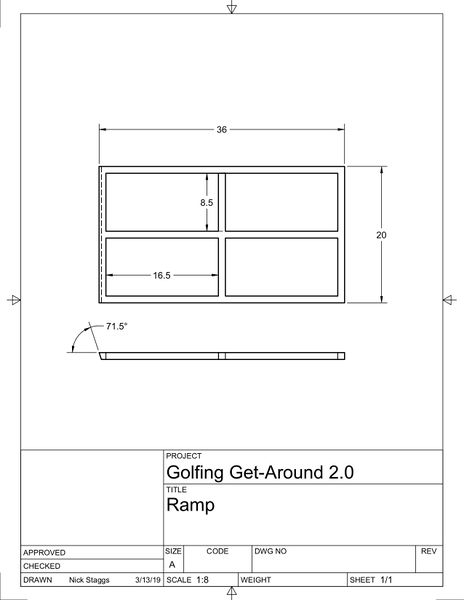 36
8.5
20
16.5
71.5°
PROJECT
Golfing Get-Around 2.0
TITLE
Ramp
APPROVED
SIZE CODE DWG NO REV
CHECKED
A
DRAWN Nick Staggs 3/13/19 SCALE 1:8 WEIGHT SHEET 1/1